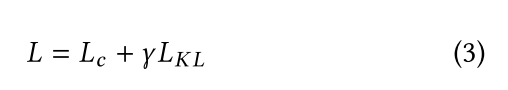 L = L_c + γL_{KL} (3)